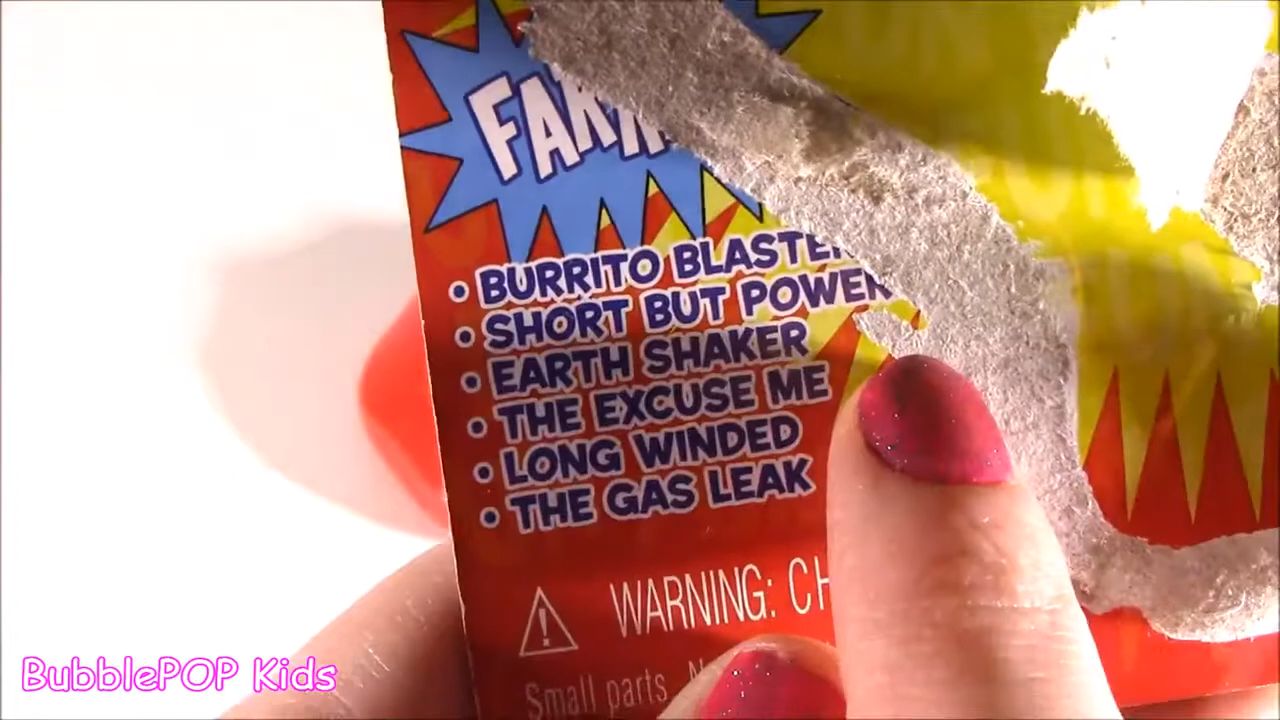 • BURRITO BLASTER
• SHORT BUT POWER
• EARTH SHAKER
• THE EXCUSE ME
• LONG WINDED
• THE GAS LEAK
WARNING: CH
Small parts.
BubblePOP Kids